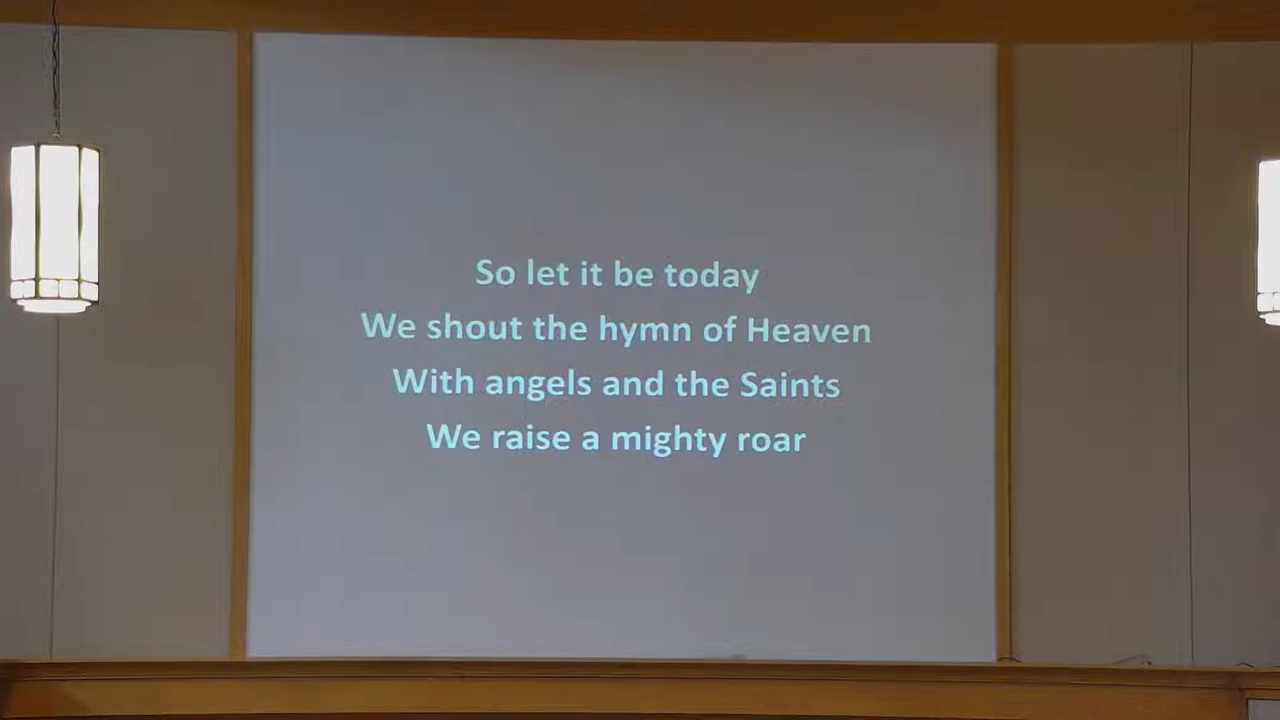 So let it be today
We shout the hymn of Heaven
With angels and the Saints
We raise a mighty roar